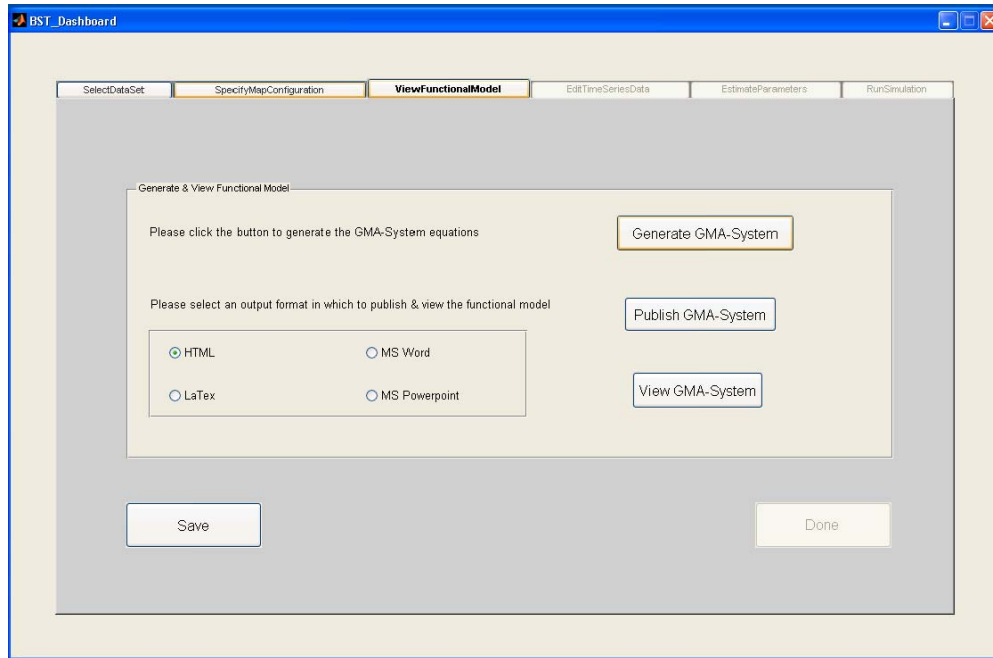 BST_Dashboard
SelectDataSet SpecifyMapConfiguration ViewFunctionalModel EditTimeSeriesData EstimateParameters RunSimulation
Generate & View Functional Model
Please click the button to generate the GMA-System equations
Generate GMA-System
Please select an output format in which to publish & view the functional model
Publish GMA-System
HTML MS Word
LaTex MS Powerpoint
View GMA-System
Save Done